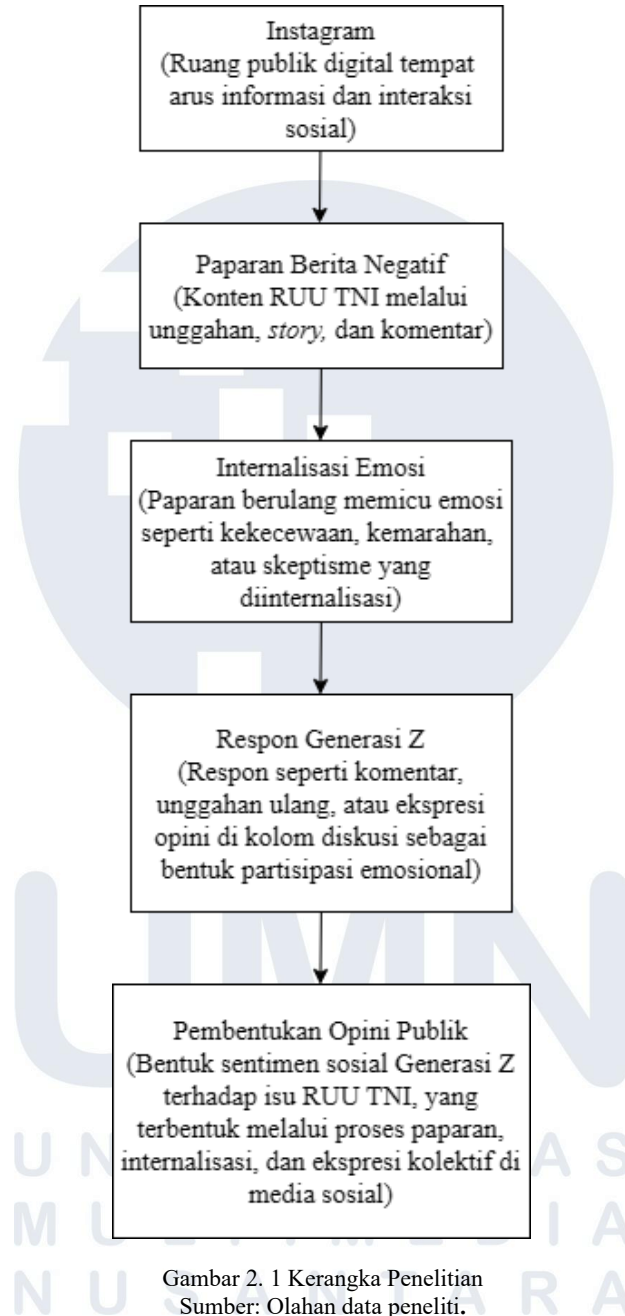 Instagram
(Ruang publik digital tempat
arus informasi dan interaksi
sosial)
Paparan Berita Negatif
(Konten RUU TNI melalui
unggahan, story, dan komentar)
Internalisasi Emosi
(Paparan berulang memicu emosi
seperti kekecewaan, kemarahan,
atau skeptisme yang
diinternalisasi)
Respon Generasi Z
(Respon seperti komentar,
unggahan ulang, atau ekspresi
opini di kolom diskusi sebagai
bentuk partisipasi emosional)
Pembentukan Opini Publik
(Bentuk sentimen sosial Generasi Z
terhadap isu RUU TNI, yang
terbentuk melalui proses paparan,
internalisasi, dan ekspresi kolektif di
media sosial)
Gambar 2. 1 Kerangka Penelitian
Sumber: Olahan data peneliti.
UMN
NUSANTARA